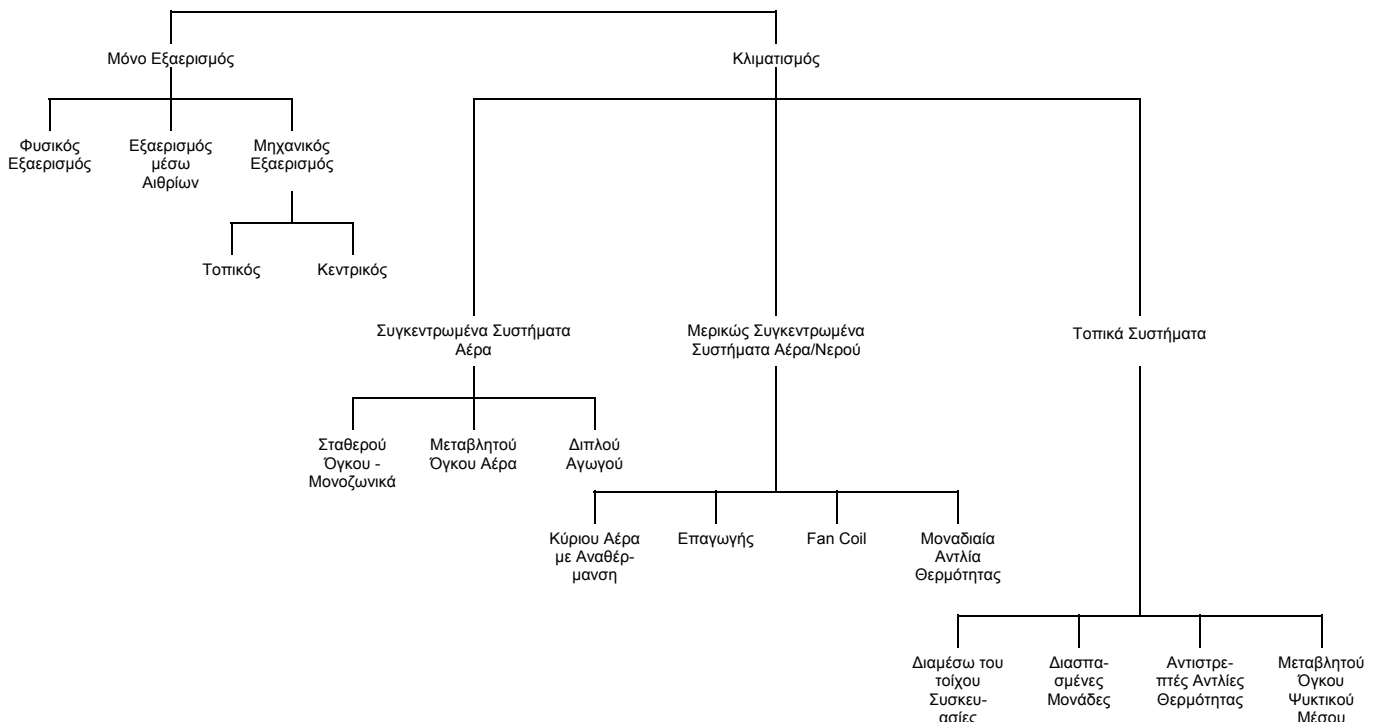 Μόνο Εξαερισμός
Κλιματισμός
Φυσικός
Εξαερισμός
Εξαερισμός
μέσω
Αιθρίων
Μηχανικός
Εξαερισμός
Τοπικός
Κεντρικός
Συγκεντρωμένα Συστήματα
Αέρα
Μερικώς Συγκεντρωμένα
Συστήματα Αέρα/Νερού
Τοπικά Συστήματα
Σταθερού
Όγκου -
Μονοζωνικά
Μεταβλητού
Όγκου Αέρα
Διπλού
Αγωγού
Κύριου Αέρα
με Αναθέρ-
μανση
Επαγωγής
Fan Coil
Μοναδιαία
Αντλία
Θερμότητας
Διαμέσω του
τοίχου
Συσκευ-
ασίες
Διασπα-
σμένες
Μονάδες
Αντιστρε-
πτές Αντλίες
Θερμότητας
Μεταβλητού
Όγκου
Ψυκτικού
Μέσου